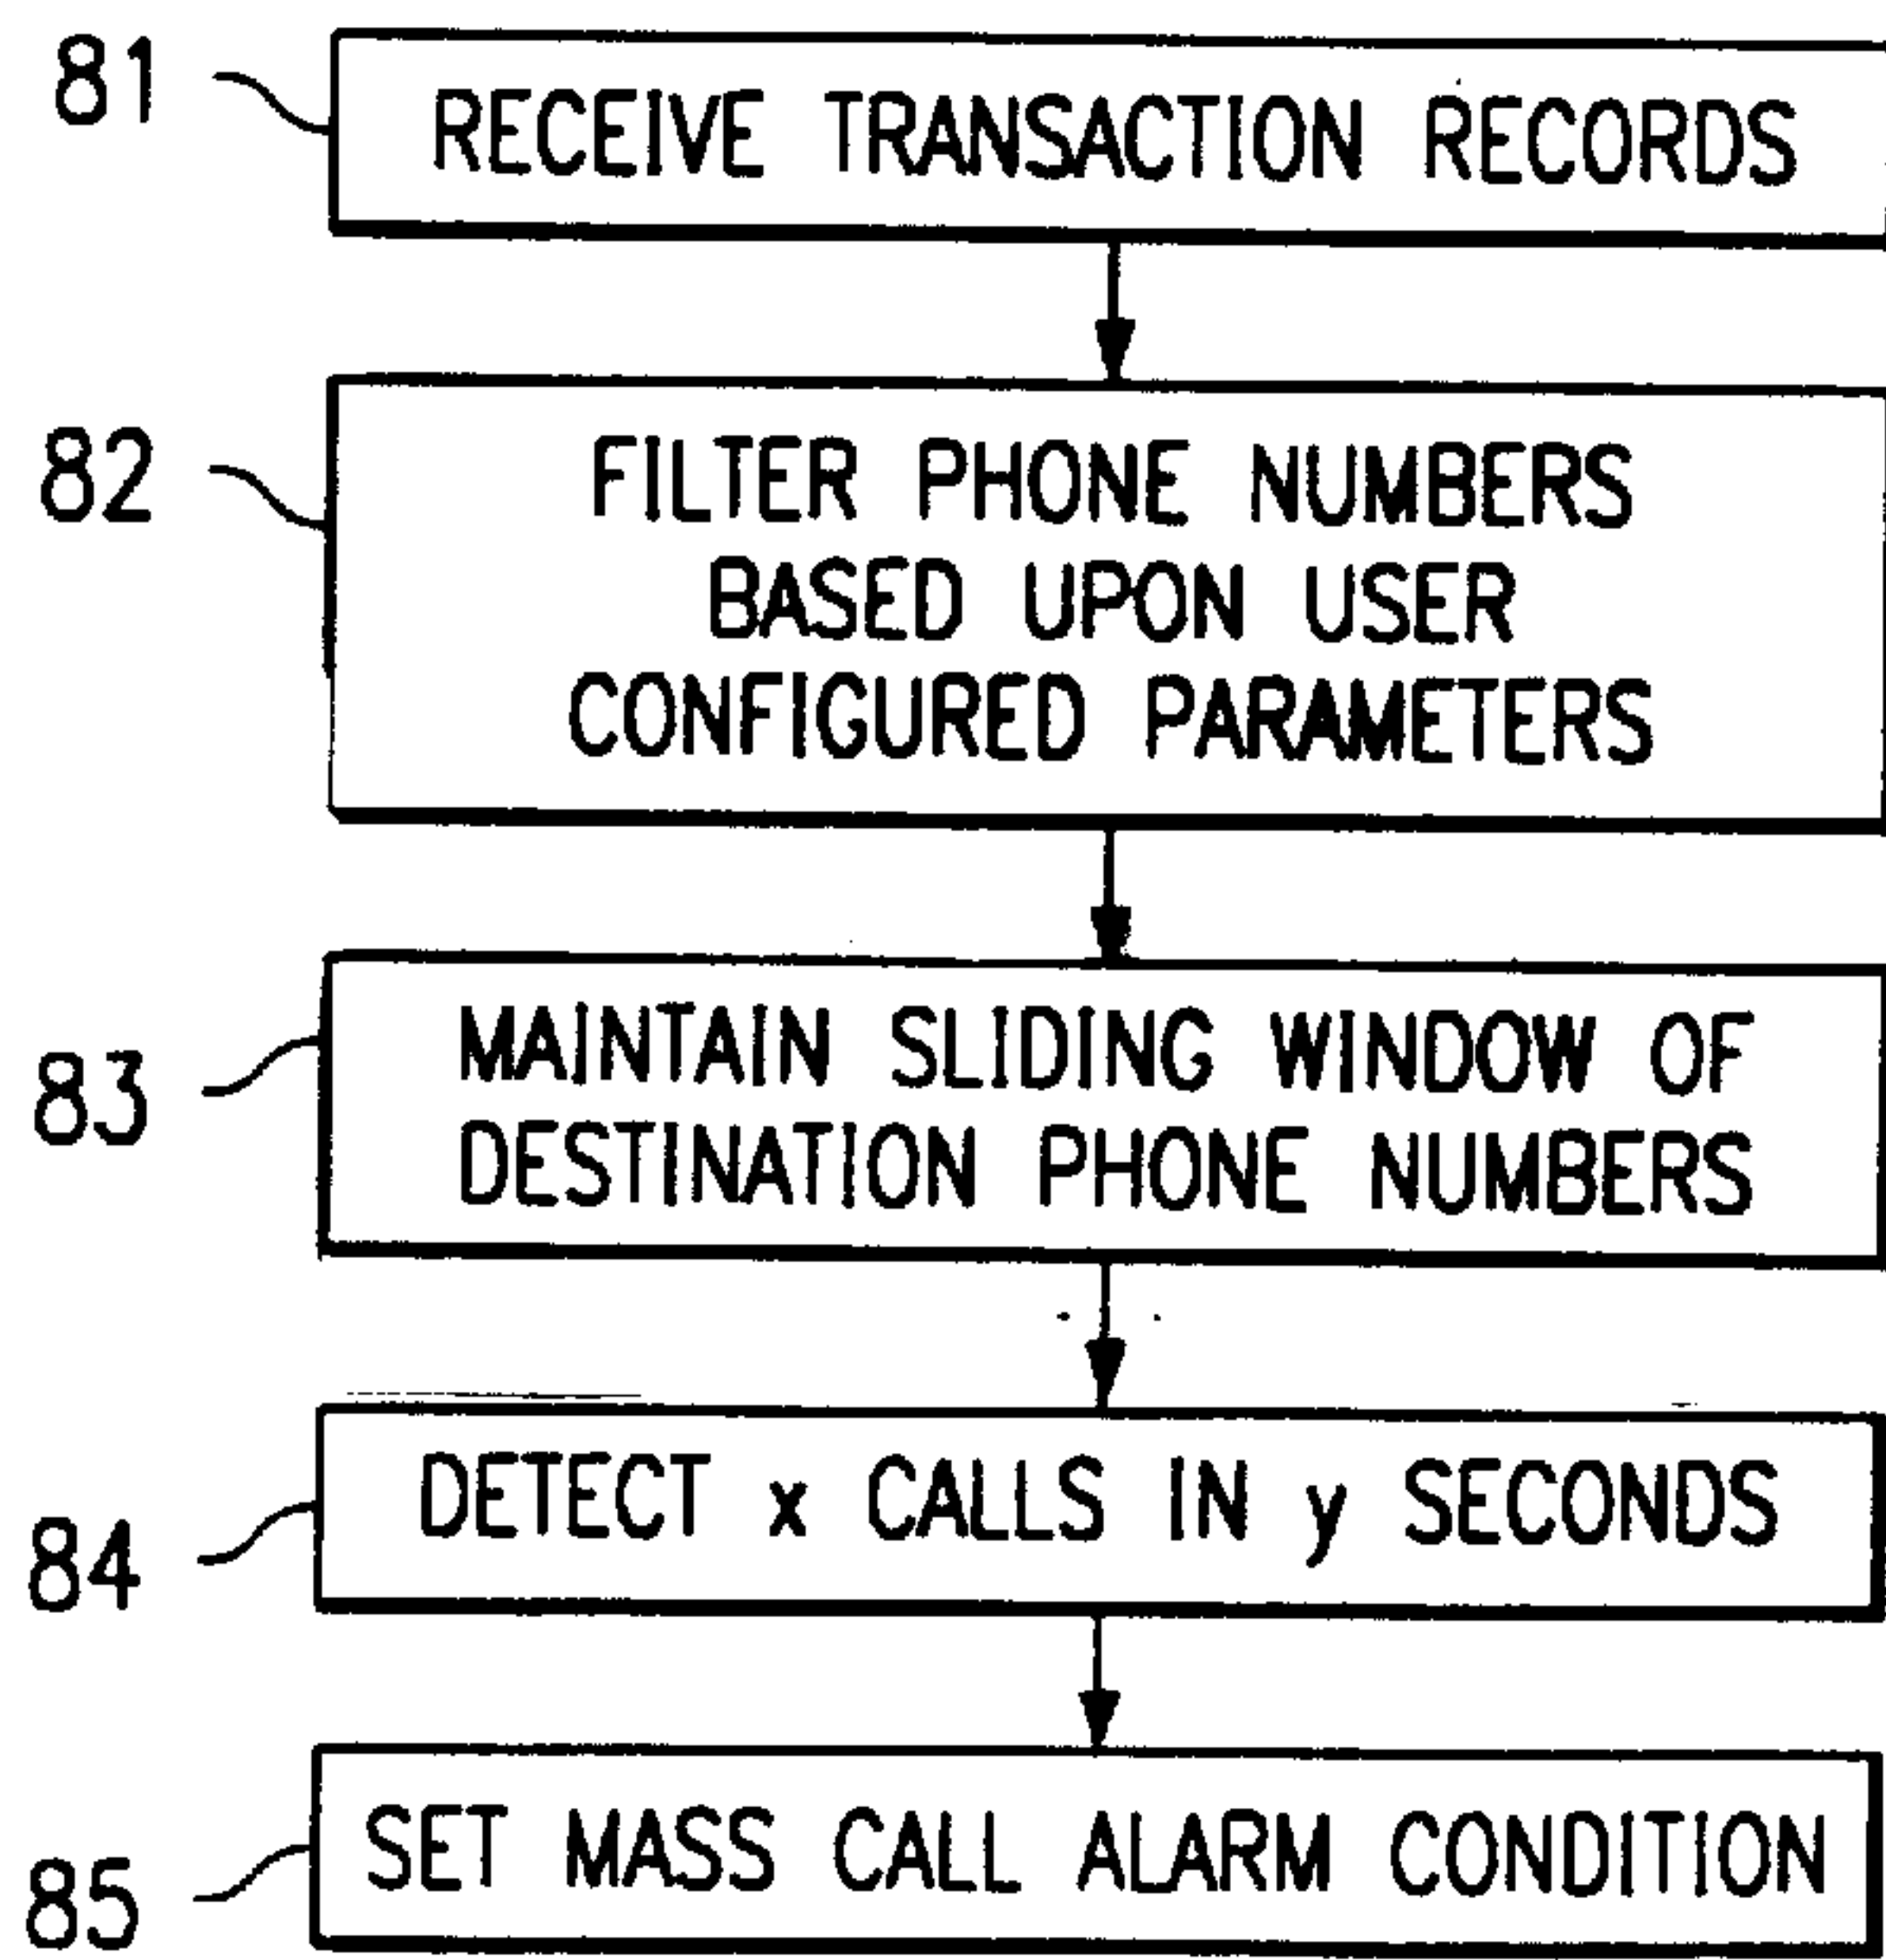 81
RECEIVE TRANSACTION RECORDS
82
FILTER PHONE NUMBERS
BASED UPON USER
CONFIGURED PARAMETERS
83
MAINTAIN SLIDING WINDOW OF
DESTINATION PHONE NUMBERS
84
DETECT x CALLS IN y SECONDS
85
SET MASS CALL ALARM CONDITION